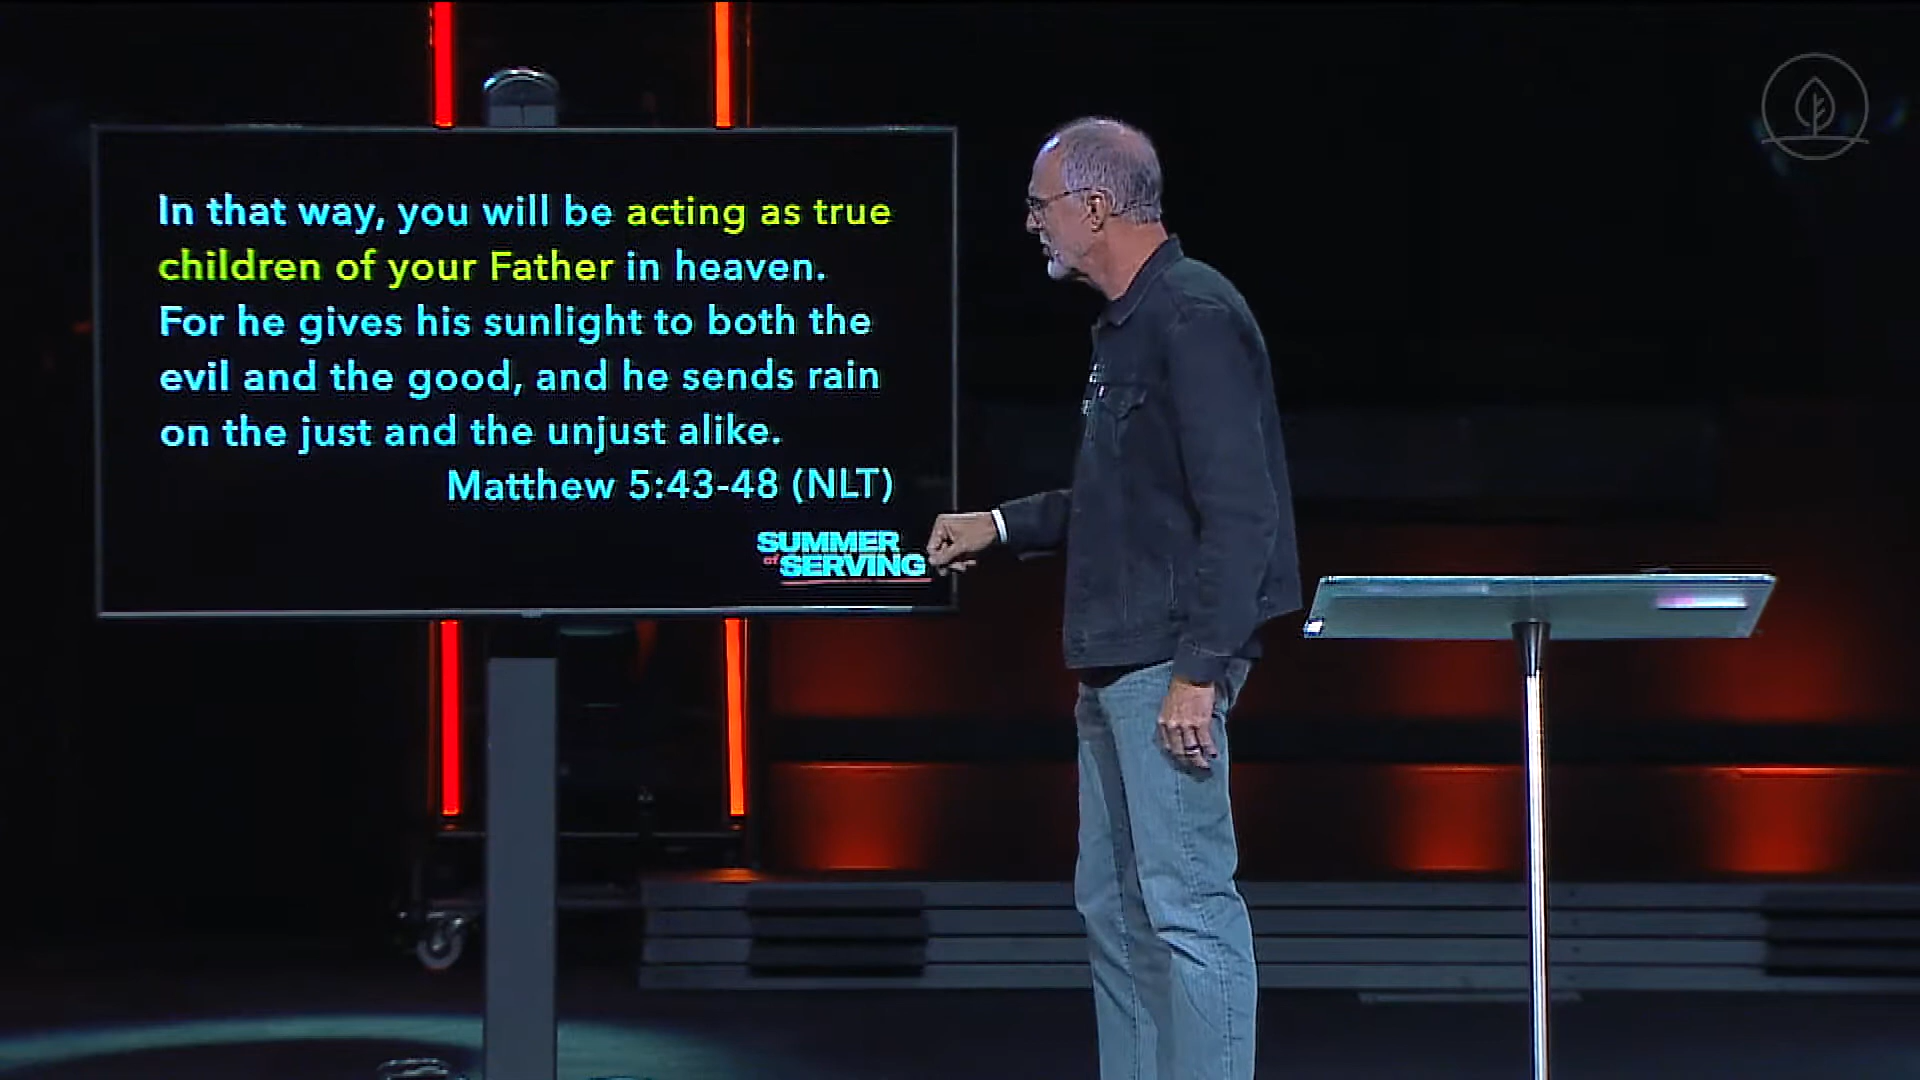 In that way, you will be acting as true
children of your Father in heaven.
For he gives his sunlight to both the
evil and the good, and he sends rain
on the just and the unjust alike.
Matthew 5:43-48 (NLT)
SUMMER
of SERVING